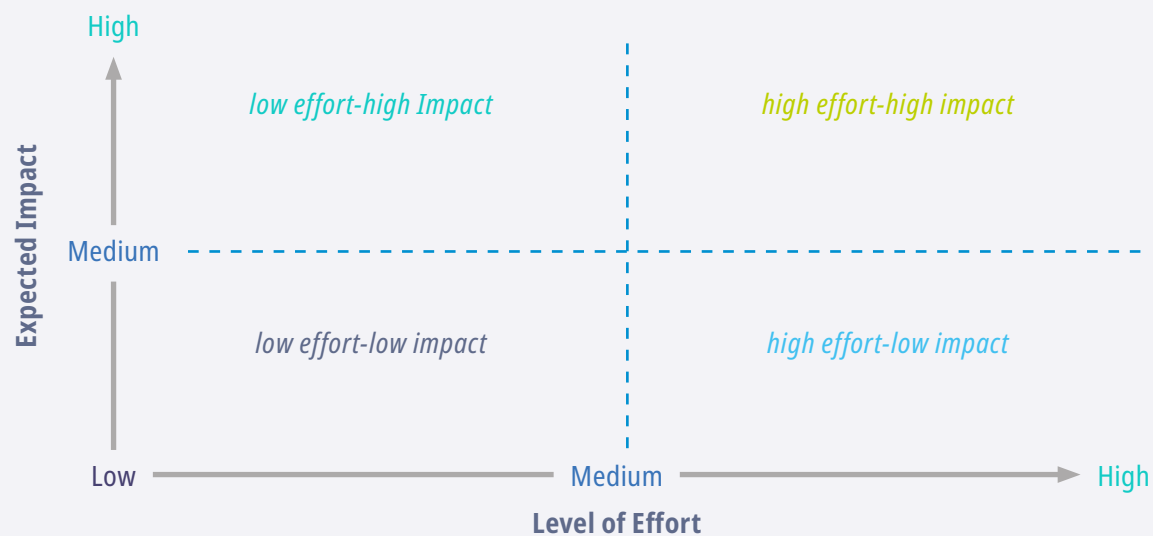 High
low effort-high Impact
high effort-high impact
Expected Impact
Medium
low effort-low impact
high effort-low impact
Low
Medium
High
Level of Effort